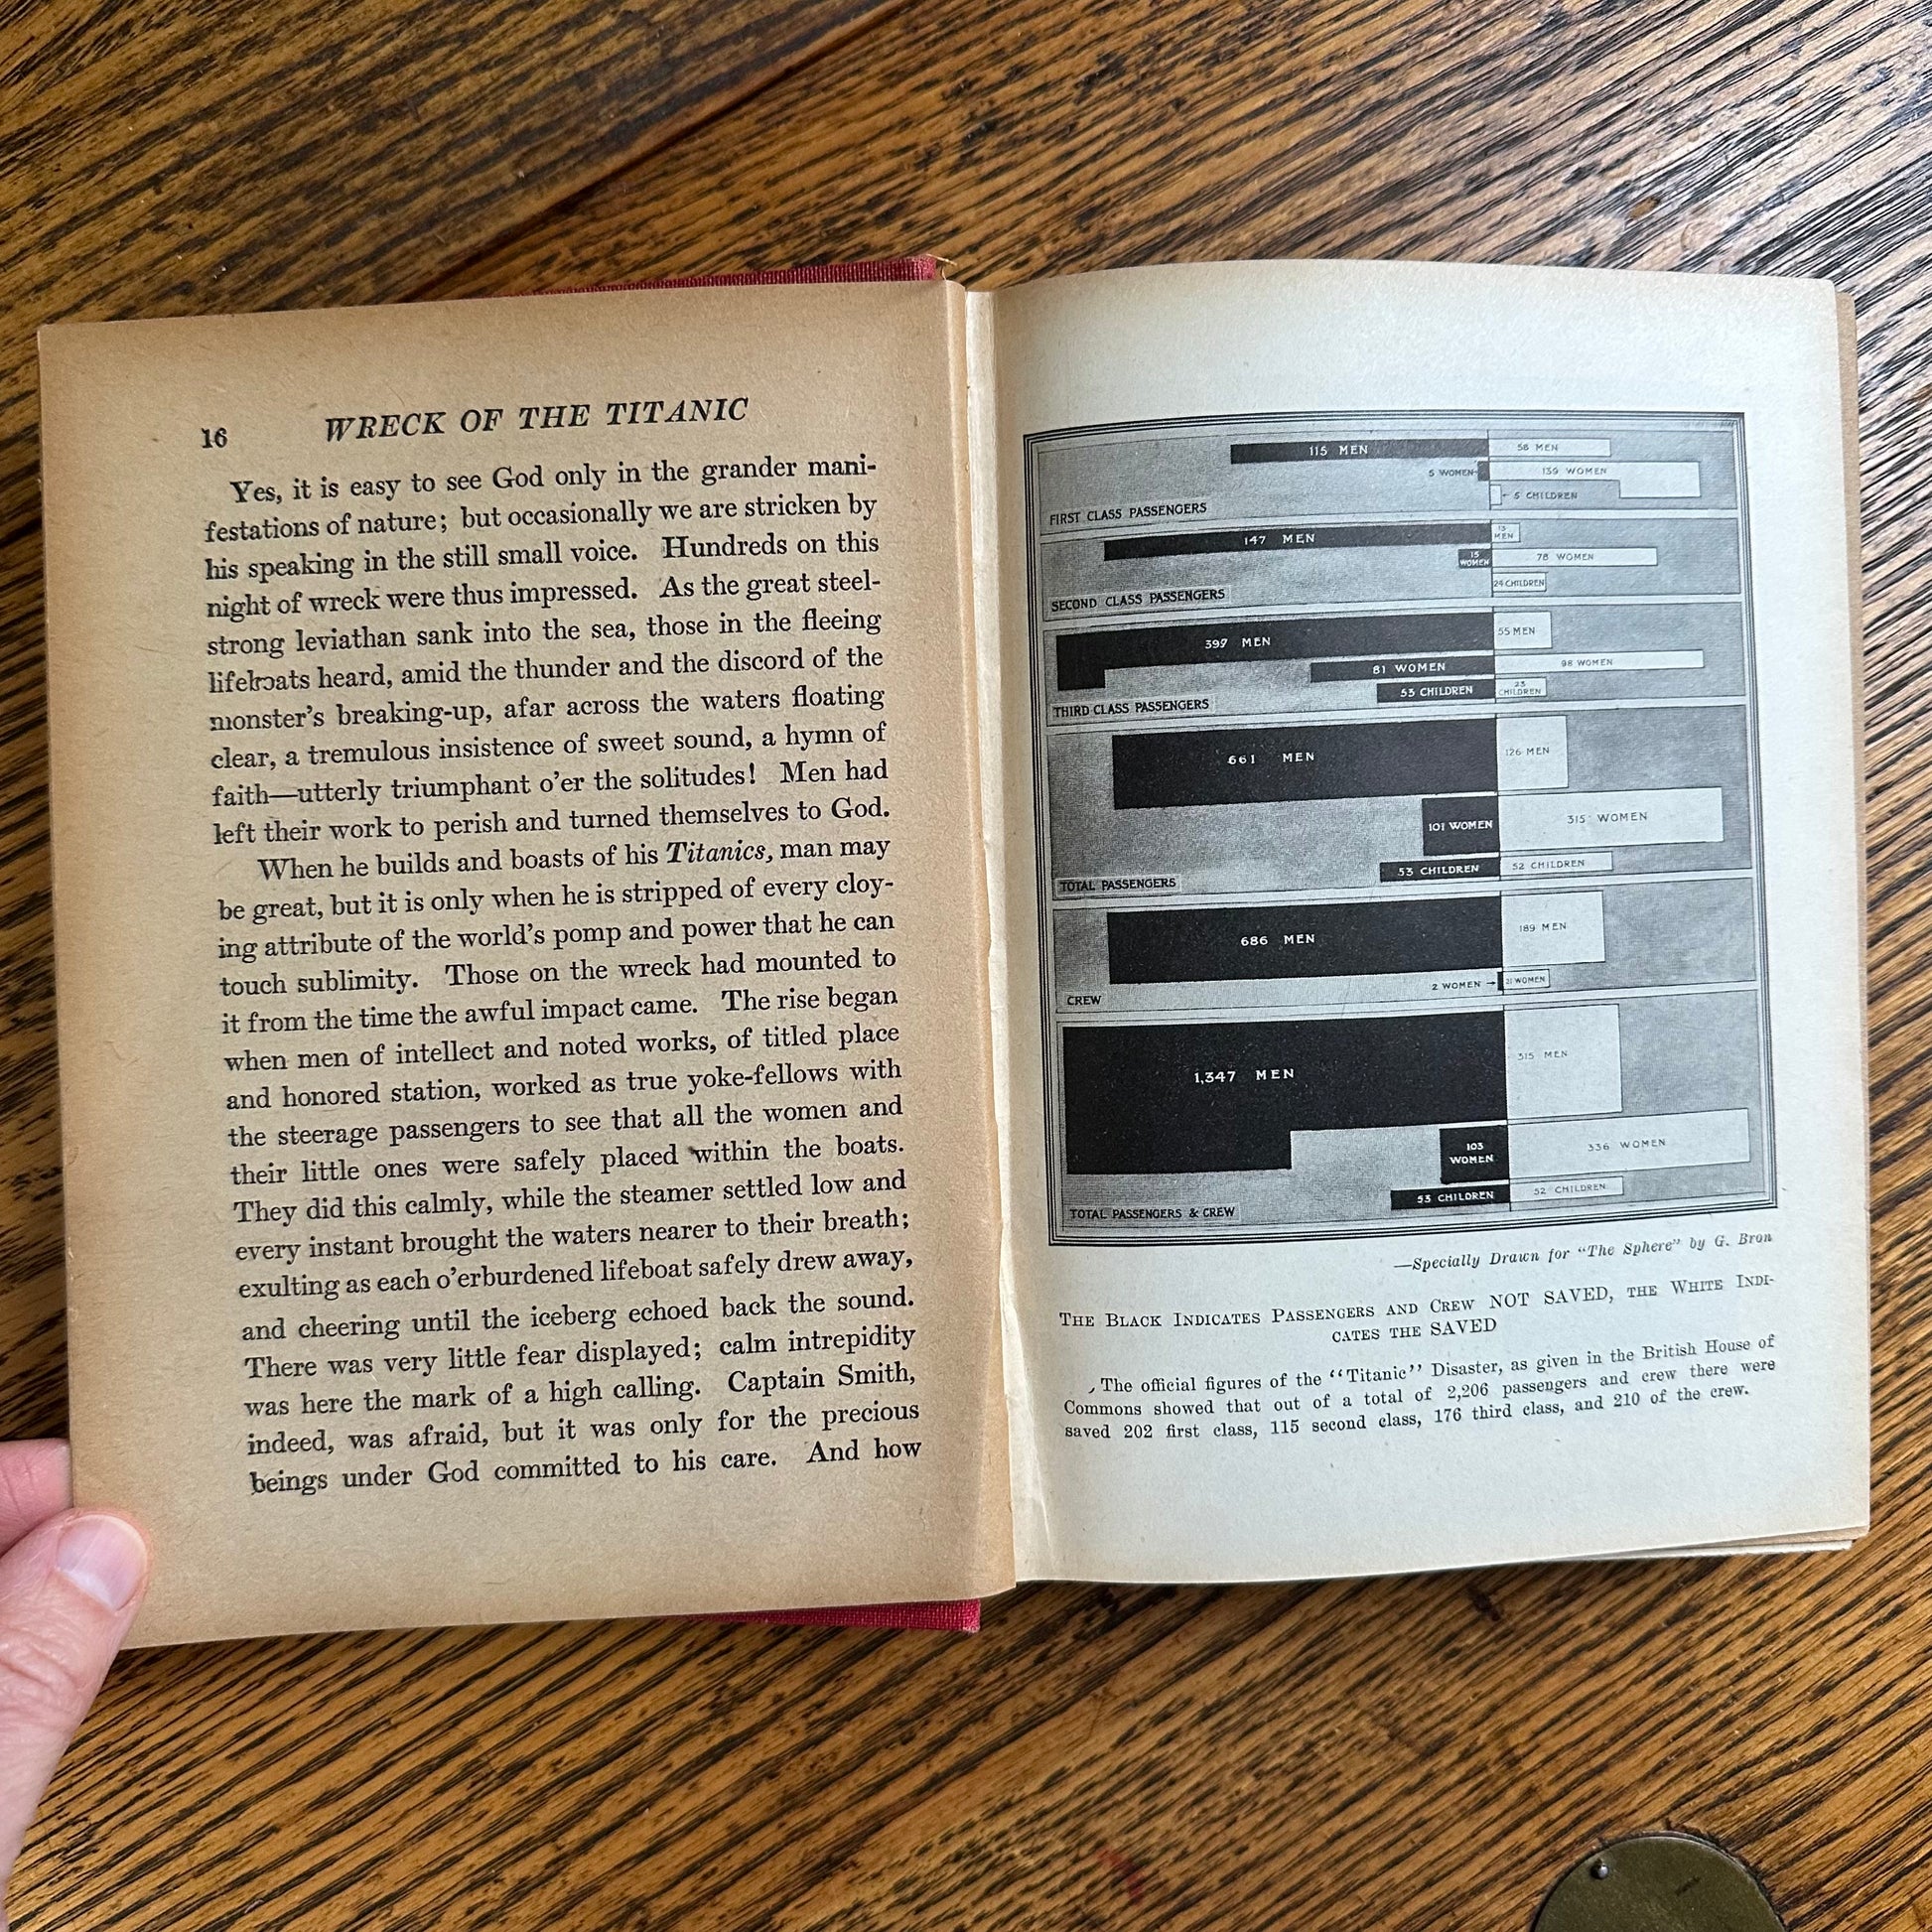 16 WRECK OF THE TITANIC
Yes, it is easy to see God only in the grander mani-
festations of nature; but occasionally we are stricken by
his speaking in the still small voice. Hundreds on this
night of wreck were thus impressed. As the great steel-
strong leviathan sank into the sea, those in the fleeing
lifeboats heard, amid the thunder and the discord of the
monster's breaking-up, afar across the waters floating
clear, a tremulous insistence of sweet sound, a hymn of
faith—utterly triumphant o'er the solitudes! Men had
left their work to perish and turned themselves to God.
When he builds and boasts of his Titanics, man may
be great, but it is only when he is stripped of every cloy-
ing attribute of the world's pomp and power that he can
touch sublimity. Those on the wreck had mounted to
it from the time the awful impact came. The rise began
when men of intellect and noted works, of titled place
and honored station, worked as true yoke-fellows with
the steerage passengers to see that all the women and
their little ones were safely placed within the boats.
They did this calmly, while the steamer settled low and
every instant brought the waters nearer to their breath;
exulting as each o'erburdened lifeboat safely drew away,
and cheering until the iceberg echoed back the sound.
There was very little fear displayed; calm intrepidity
was here the mark of a high calling. Captain Smith,
indeed, was afraid, but it was only for the precious
beings under God committed to his care. And how
115 MEN 58 MEN
5 WOMEN 139 WOMEN
5 CHILDREN
FIRST CLASS PASSENGERS
147 MEN 13 MEN
15 WOMEN 78 WOMEN
24 CHILDREN
SECOND CLASS PASSENGERS
399 MEN 55 MEN
81 WOMEN 98 WOMEN
53 CHILDREN 23 CHILDREN
THIRD CLASS PASSENGERS
661 MEN 126 MEN
101 WOMEN 315 WOMEN
53 CHILDREN 52 CHILDREN
TOTAL PASSENGERS
686 MEN 189 MEN
2 WOMEN 21 WOMEN
CREW
1,347 MEN 315 MEN
103 WOMEN 336 WOMEN
53 CHILDREN 52 CHILDREN
TOTAL PASSENGERS & CREW
—Specially Drawn for "The Sphere" by G. Bron
THE BLACK INDICATES PASSENGERS AND CREW NOT SAVED, THE WHITE INDI-
CATES THE SAVED
The official figures of the "Titanic" Disaster, as given in the British House of
Commons showed that out of a total of 2,206 passengers and crew there were
saved 202 first class, 115 second class, 176 third class, and 210 of the crew.